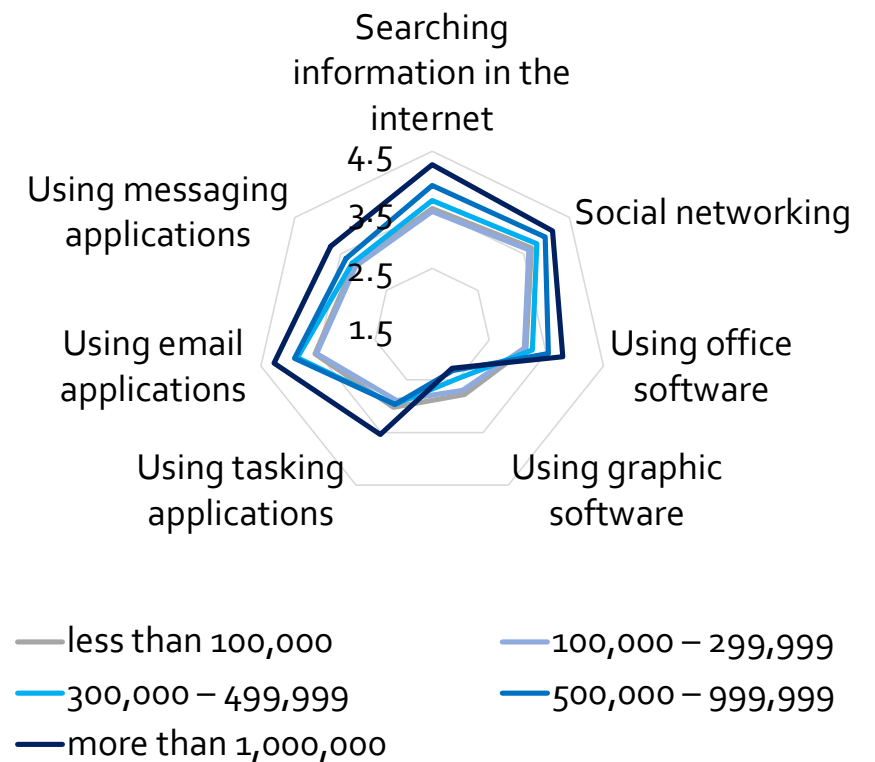 Searching
information in the
internet
4.5
Using messaging
applications
3.5
Social networking
2.5
1.5
Using email
applications
Using office
software
Using tasking
applications
Using graphic
software
less than 100,000
100,000 – 299,999
300,000 – 499,999
500,000 – 999,999
more than 1,000,000